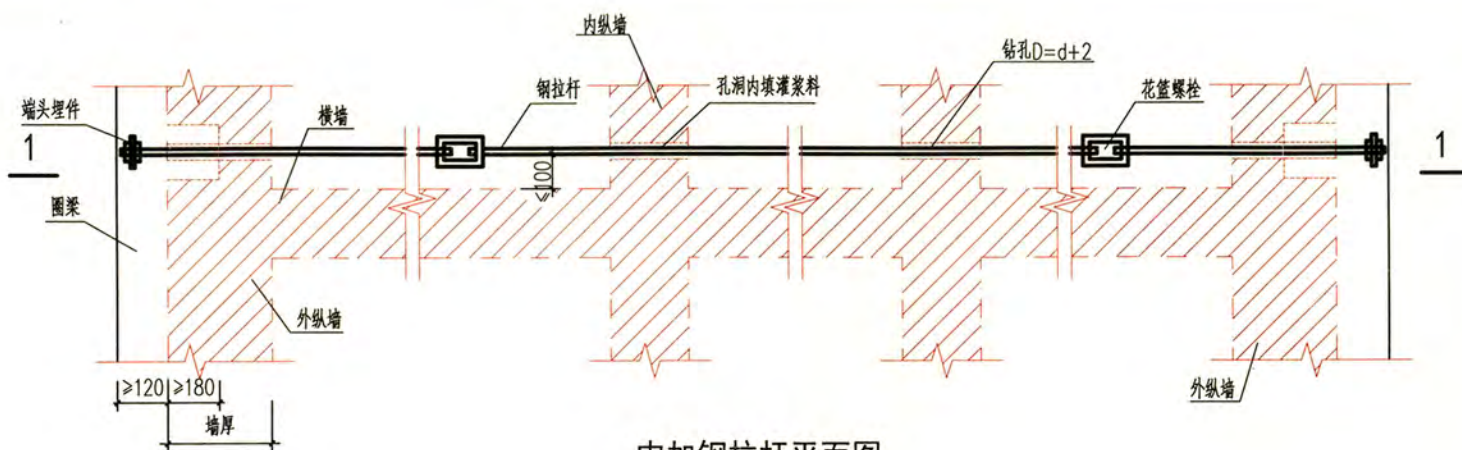 内纵墙
钻孔D=d+2
端头埋件
横墙
钢拉杆
孔洞内填灌浆料
花篮螺栓
1
1
≤100
圈梁
外纵墙
外纵墙
≥120
≥180
墙厚